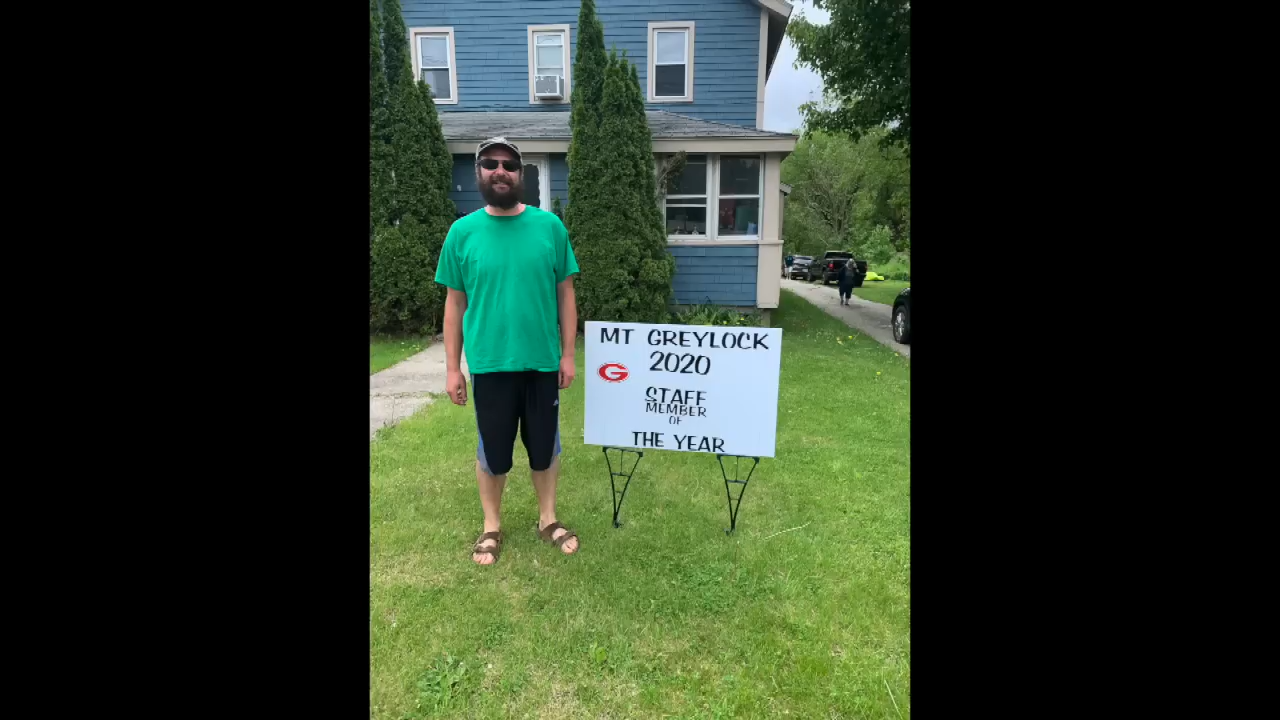 MT GREYLOCK
2020
G
STAFF
MEMBER
OF
THE YEAR